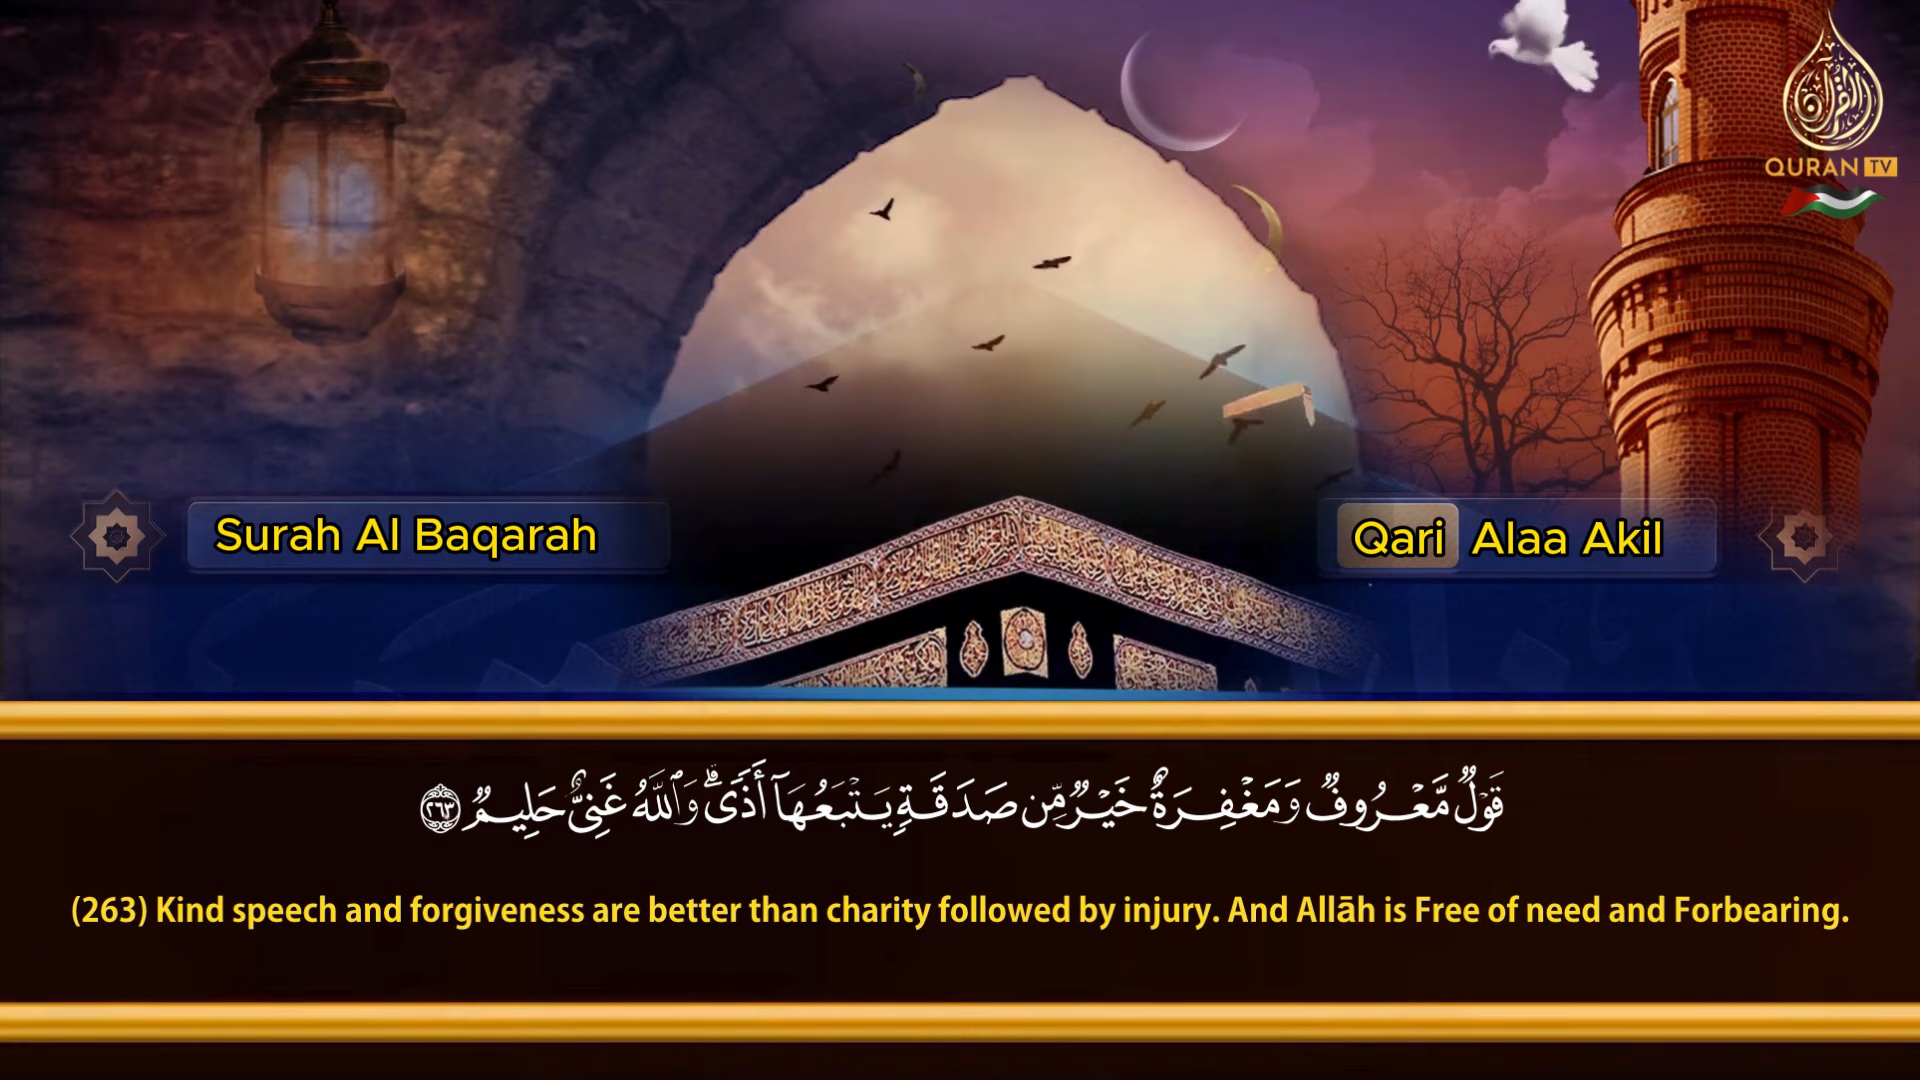 القرآن
QURAN TV
Surah Al Baqarah
Qari Alaa Akil
قَوْلٌ مَّعْرُوفٌ وَمَغْفِرَةٌ خَيْرٌ مِّن صَدَقَةٍ يَتْبَعُهَآ أَذًى ۗ وَٱللَّهُ غَنِىٌّ حَلِيمٌ ٢٦٣
(263) Kind speech and forgiveness are better than charity followed by injury. And Allāh is Free of need and Forbearing.